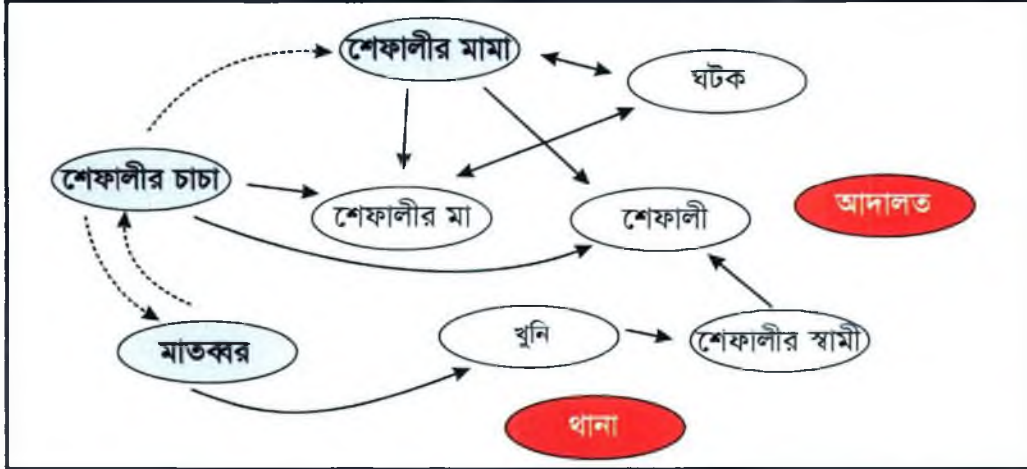 শেফালীর মামা
ঘটক
শেফালীর চাচা
শেফালীর মা
শেফালী
আদালত
মাতব্বর
খুনি
শেফালীর স্বামী
থানা